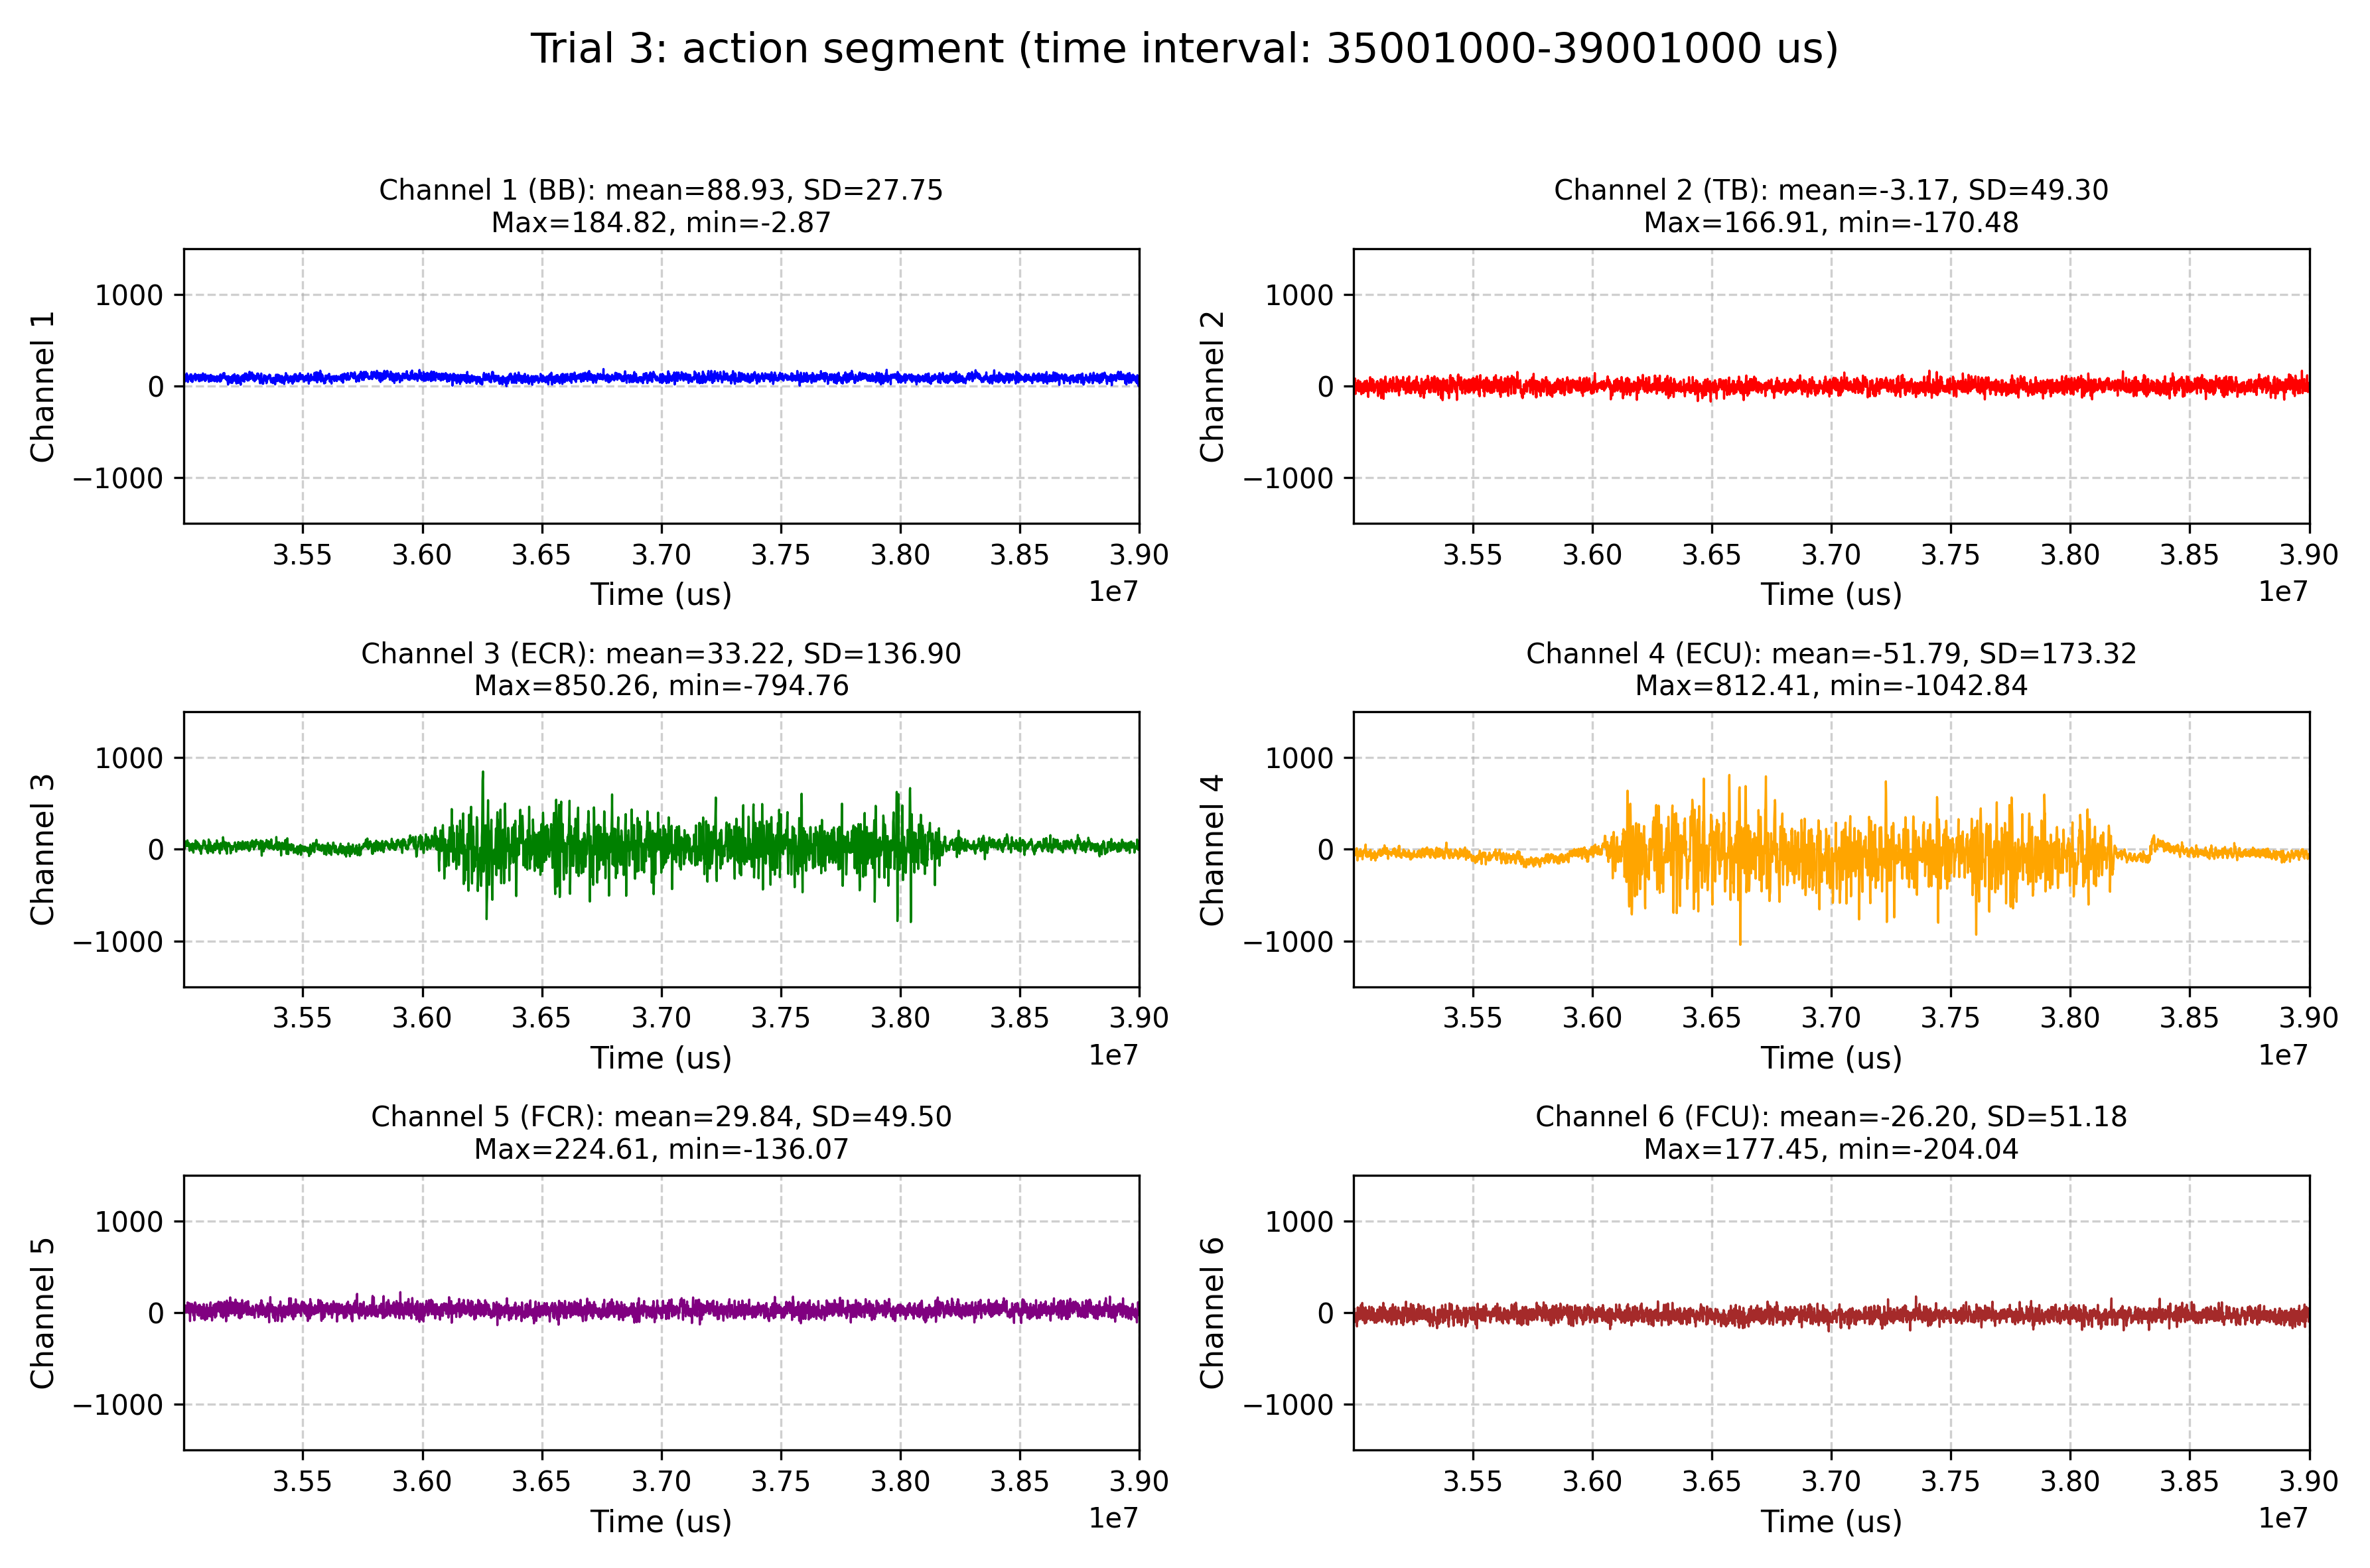 Trial 3: action segment (time interval: 35001000-39001000 us)
Channel 1 (BB): mean=88.93, SD=27.75
Max=184.82, min=-2.87
Channel 1
1000
0
−1000
3.55 3.60 3.65 3.70 3.75 3.80 3.85 3.90
Time (us)
1e7
Channel 2 (TB): mean=-3.17, SD=49.30
Max=166.91, min=-170.48
Channel 2
1000
0
−1000
3.55 3.60 3.65 3.70 3.75 3.80 3.85 3.90
Time (us)
1e7
Channel 3 (ECR): mean=33.22, SD=136.90
Max=850.26, min=-794.76
Channel 3
1000
0
−1000
3.55 3.60 3.65 3.70 3.75 3.80 3.85 3.90
Time (us)
1e7
Channel 4 (ECU): mean=-51.79, SD=173.32
Max=812.41, min=-1042.84
Channel 4
1000
0
−1000
3.55 3.60 3.65 3.70 3.75 3.80 3.85 3.90
Time (us)
1e7
Channel 5 (FCR): mean=29.84, SD=49.50
Max=224.61, min=-136.07
Channel 5
1000
0
−1000
3.55 3.60 3.65 3.70 3.75 3.80 3.85 3.90
Time (us)
1e7
Channel 6 (FCU): mean=-26.20, SD=51.18
Max=177.45, min=-204.04
Channel 6
1000
0
−1000
3.55 3.60 3.65 3.70 3.75 3.80 3.85 3.90
Time (us)
1e7